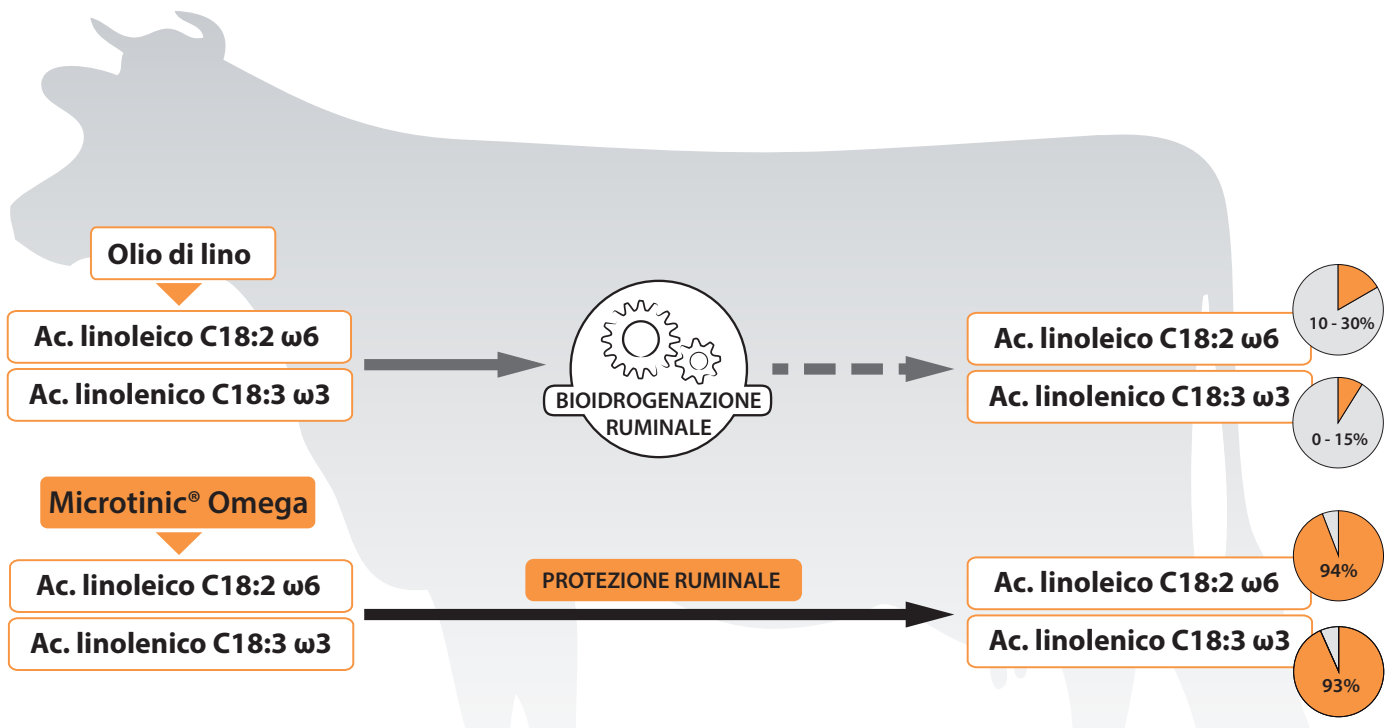 Olio di lino
Ac. linoleico C18:2 ω6
Ac. linolenico C18:3 ω3
BIOIDROGENAZIONE
RUMINALE
Ac. linoleico C18:2 ω6
10 - 30%
Ac. linolenico C18:3 ω3
0 - 15%
Microtinic® Omega
Ac. linoleico C18:2 ω6
Ac. linolenico C18:3 ω3
PROTEZIONE RUMINALE
Ac. linoleico C18:2 ω6
94%
Ac. linolenico C18:3 ω3
93%